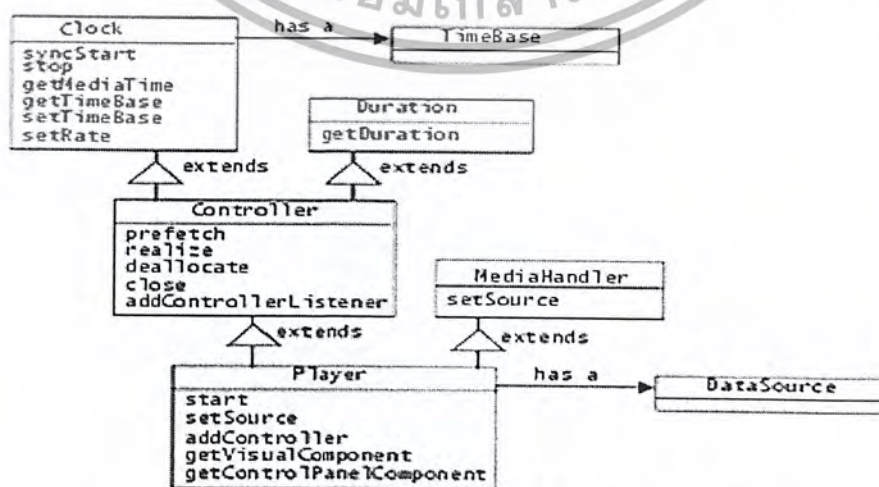 Clock
has a
TimeBase
syncStart
stop
getMediaTime
getTimeBase
setTimeBase
setRate
Duration
getDuration
extends
extends
Controller
prefetch
realize
deallocate
close
addControllerListener
MediaHandler
setSource
extends
extends
Player
has a
DataSource
start
setSource
addController
getVisualComponent
getControlPanelComponent